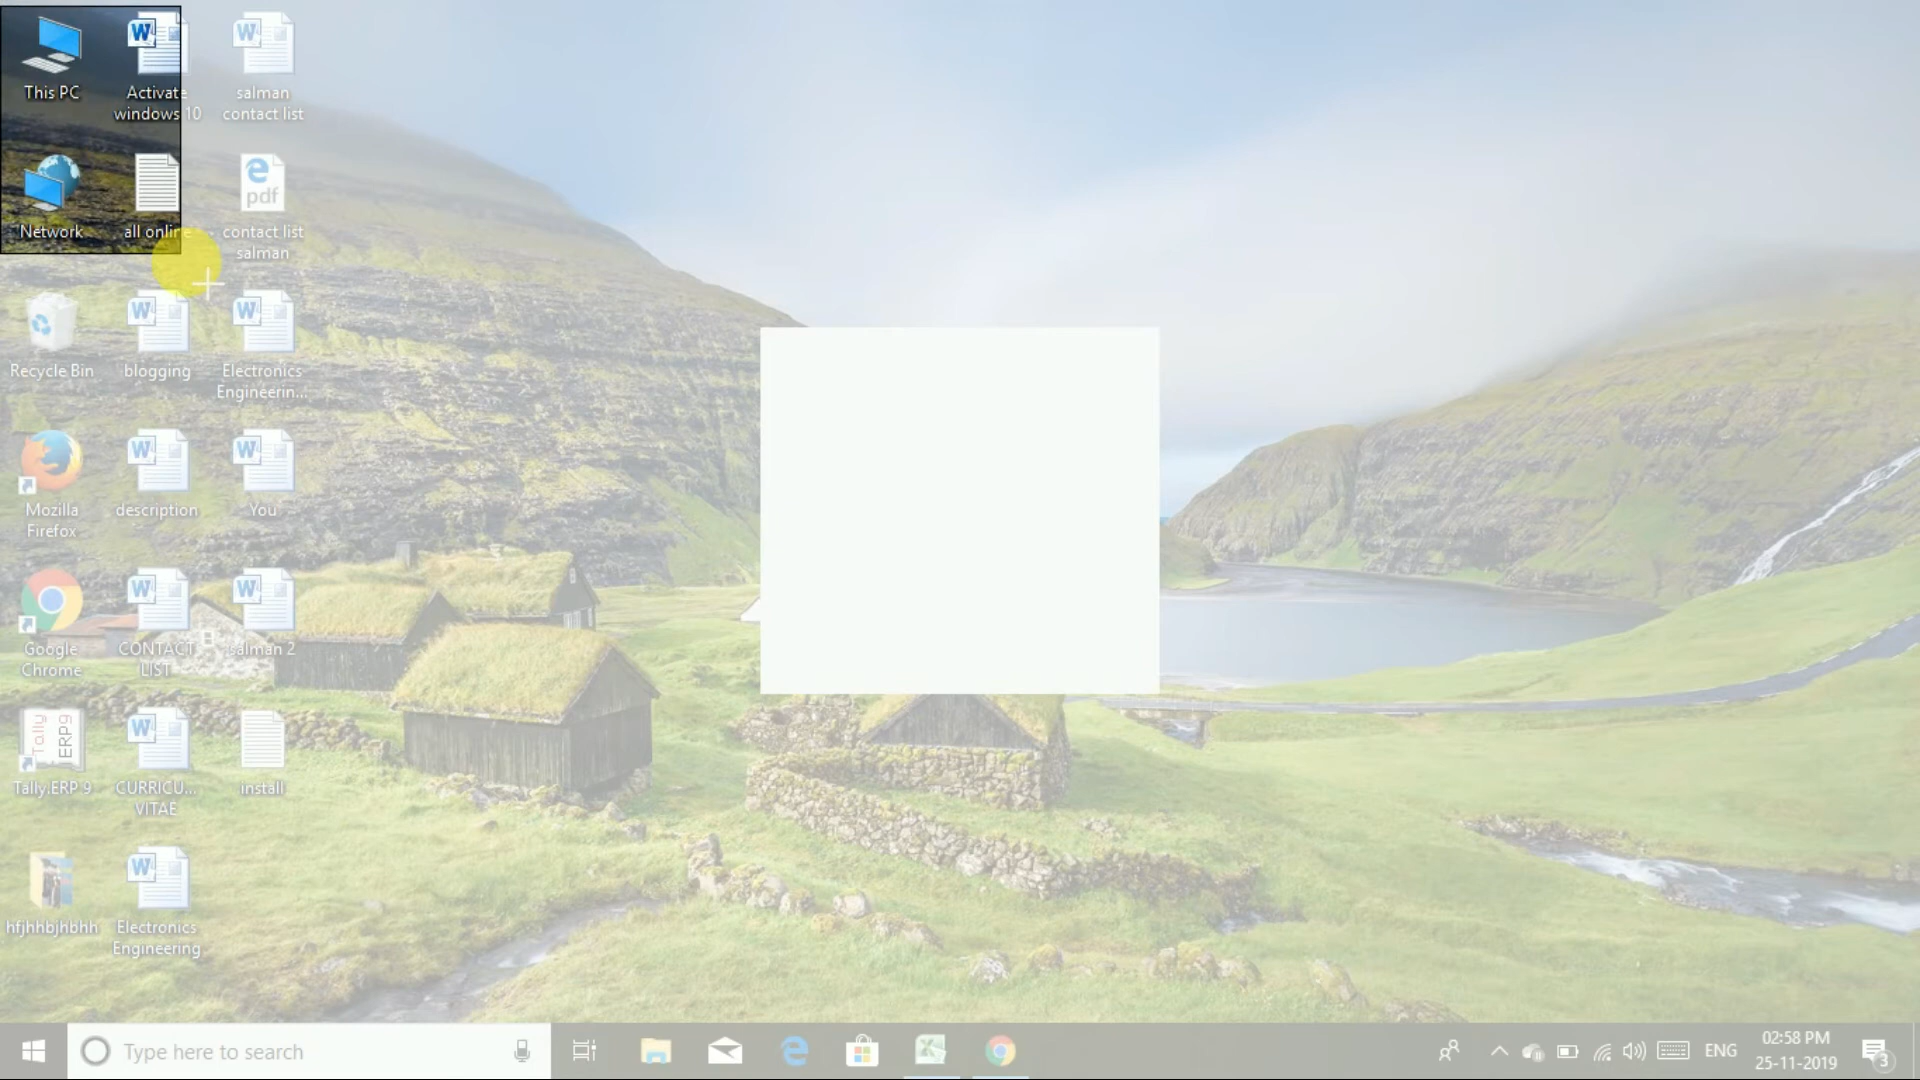 This PC
Activate
windows 10
salman
contact list
pdf
Network
all online
contact list
salman
Recycle Bin
blogging
Electronics
Engineerin...
Mozilla
Firefox
description
You
Google
Chrome
CONTACT
LIST
salman 2
Tally
ERP9
Tally.ERP 9
CURRICU...
VITAE
install
hfjhhbjhbhh
Electronics
Engineering
Type here to search
ENG
02:58 PM
25-11-2019
3